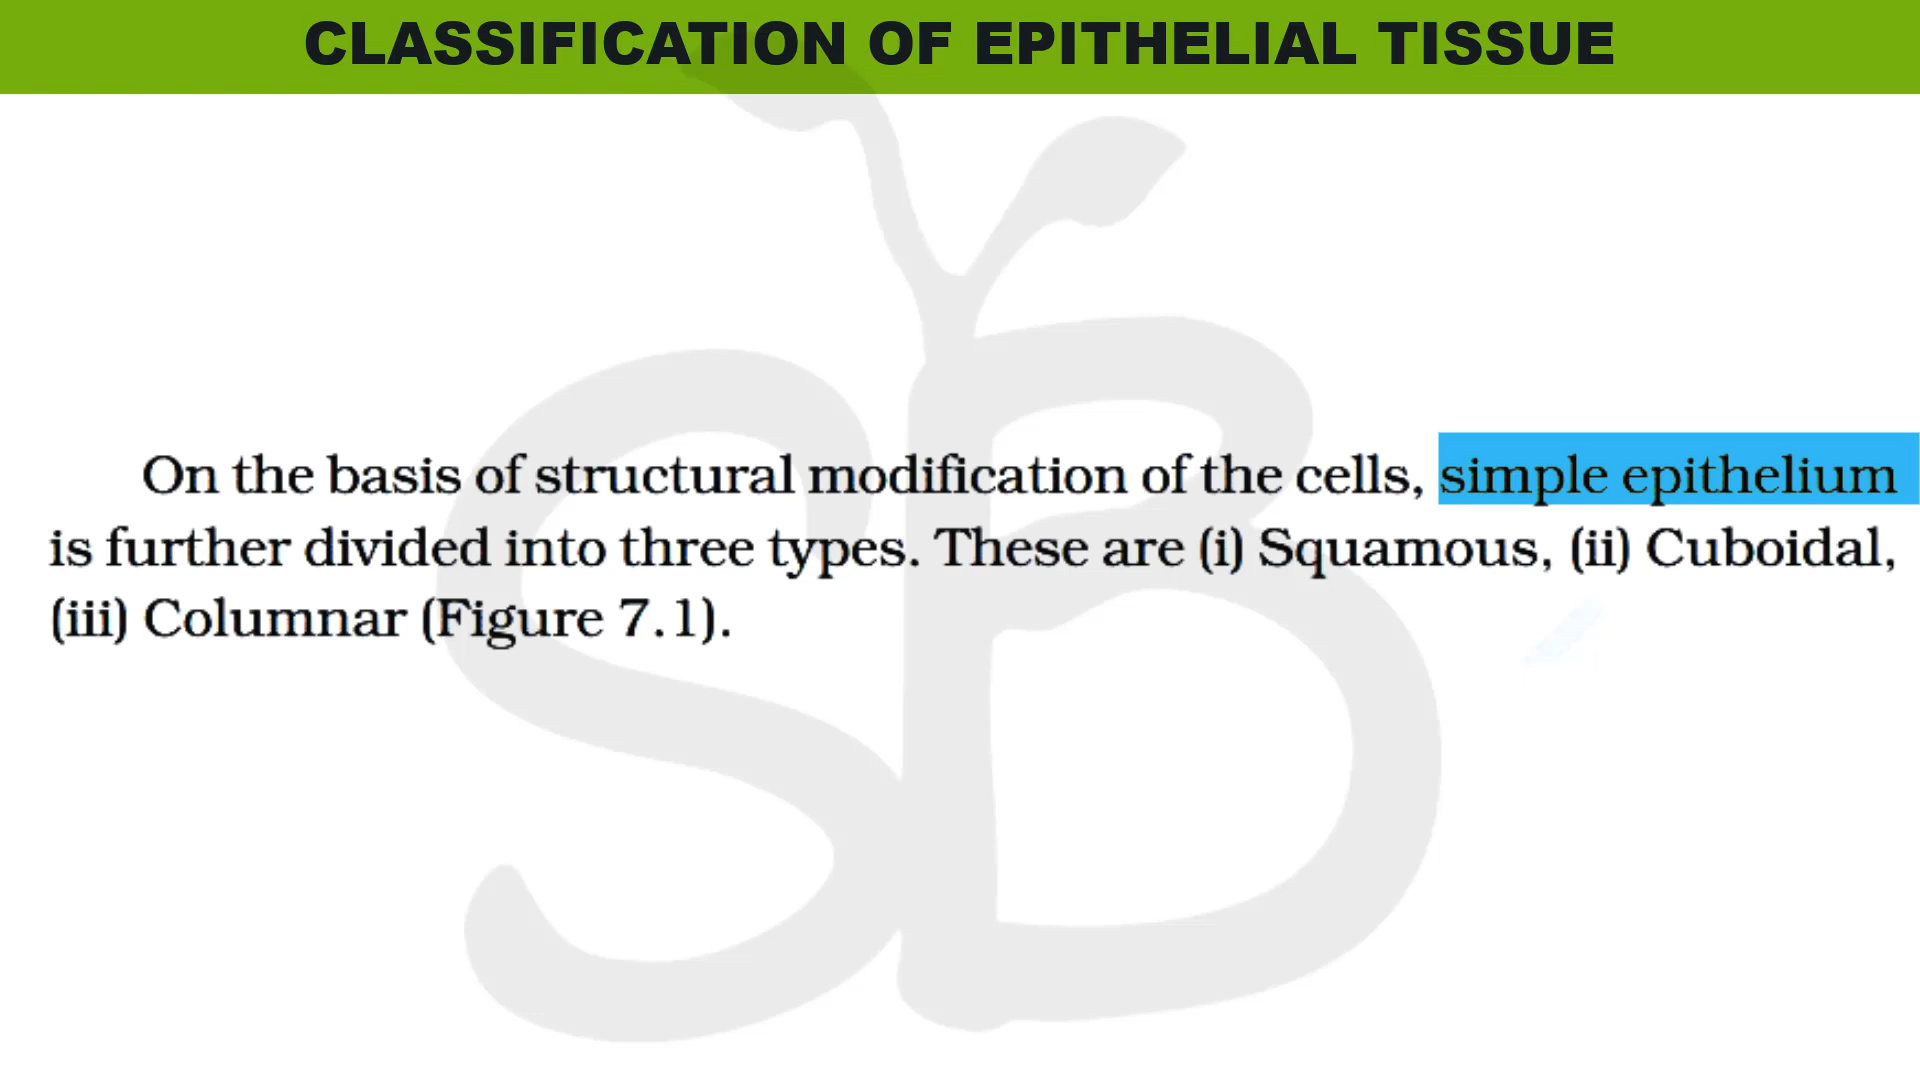 CLASSIFICATION OF EPITHELIAL TISSUE
On the basis of structural modification of the cells, simple epithelium
is further divided into three types. These are (i) Squamous, (ii) Cuboidal,
(iii) Columnar (Figure 7.1).
SB